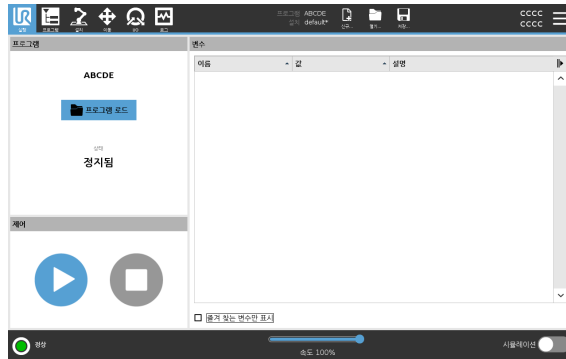 UR
프로그램 ABCDE
설치 default*
CCCC
CCCC
실행 프로그램 설치 이동 I/O 로그
신규... 열기... 저장...
프로그램
변수
이름 값 설명
ABCDE
프로그램 로드
상태
정지됨
제어
즐겨 찾는 변수만 표시
정상
속도 100%
시뮬레이션